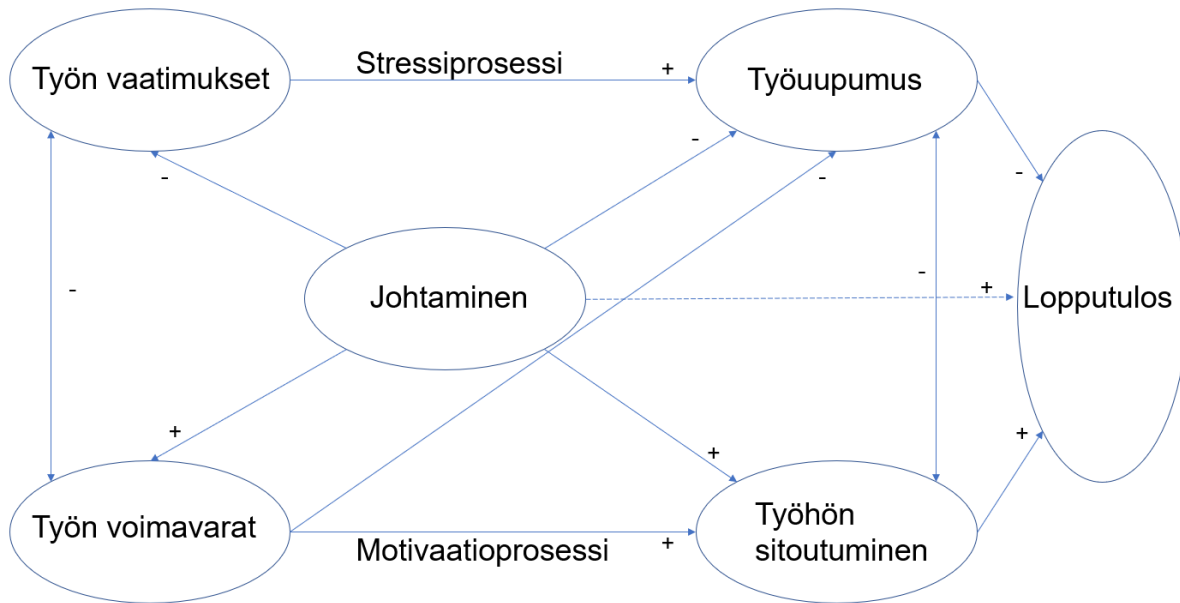 Työn vaatimukset
Stressiprosessi
+
Työuupumus
-
-
-
-
-
-
Johtaminen
+
Lopputulos
+
+
+
Työn voimavarat
Motivaatioprosessi
+
Työhön
sitoutuminen